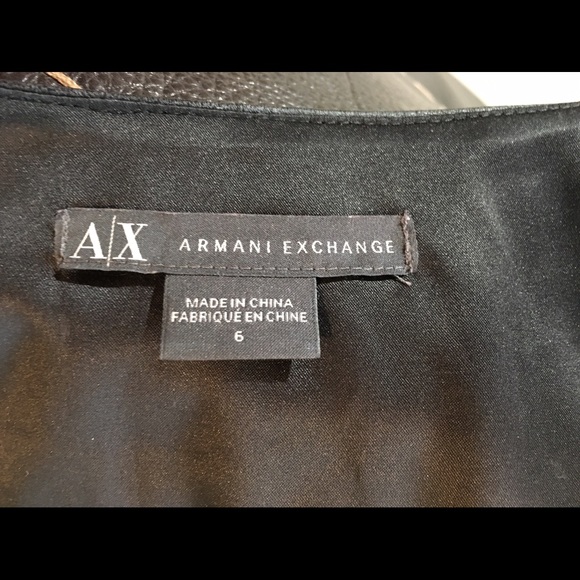 A|X ARMANI EXCHANGE
MADE IN CHINA
FABRIQUÉ EN CHINE
6